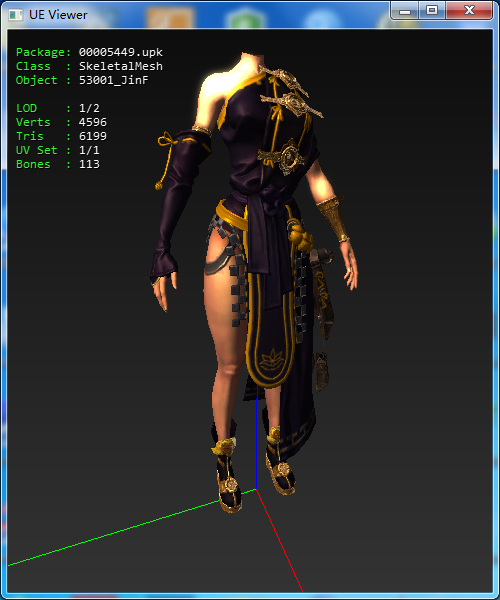 UE Viewer
Package: 00005449.upk
Class : SkeletalMesh
Object : 53001_JinF
LOD : 1/2
Verts : 4596
Tris : 6199
UV Set : 1/1
Bones : 113